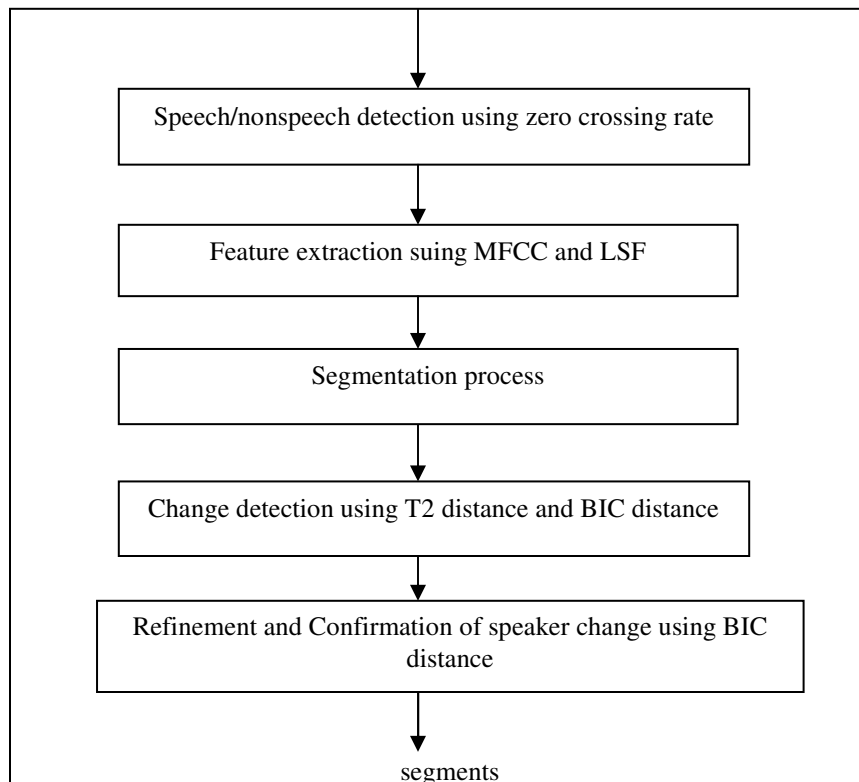 Speech/nonspeech detection using zero crossing rate
Feature extraction suing MFCC and LSF
Segmentation process
Change detection using T2 distance and BIC distance
Refinement and Confirmation of speaker change using BIC
distance
segments